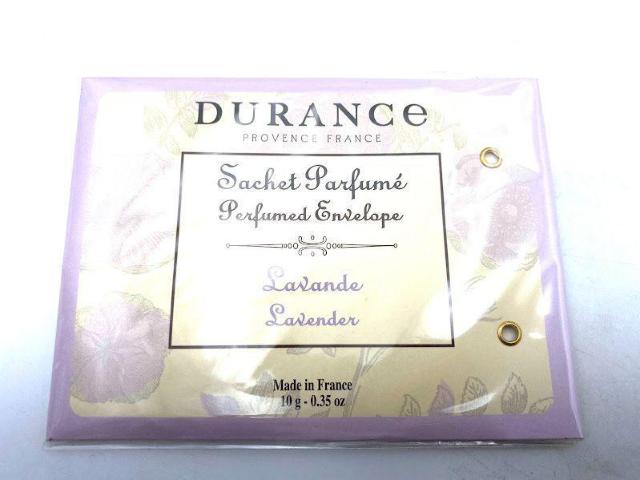 DURANCe
PROVENCE FRANCE
Sachet Parfumé
Perfumed Envelope
Lavande
Lavender
Made in France
10 g - 0.35 oz